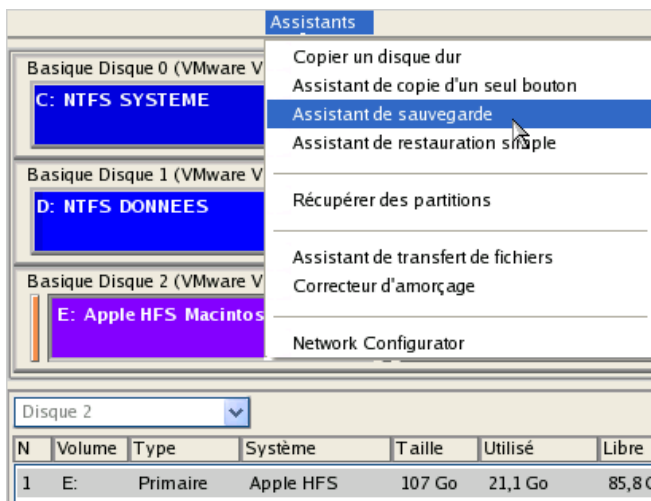 Assistants
Copier un disque dur
Assistant de copie d'un seul bouton
Assistant de sauvegarde
Assistant de restauration simple
Récupérer des partitions
Assistant de transfert de fichiers
Correcteur d'amorçage
Network Configurator
Basique Disque 0 (VMware V
C: NTFS SYSTEME
Basique Disque 1 (VMware V
D: NTFS DONNEES
Basique Disque 2 (VMware V
E: Apple HFS Macintos
Disque 2
N Volume Type Système Taille Utilisé Libre
1 E: Primaire Apple HFS 107 Go 21,1 Go 85,8 G